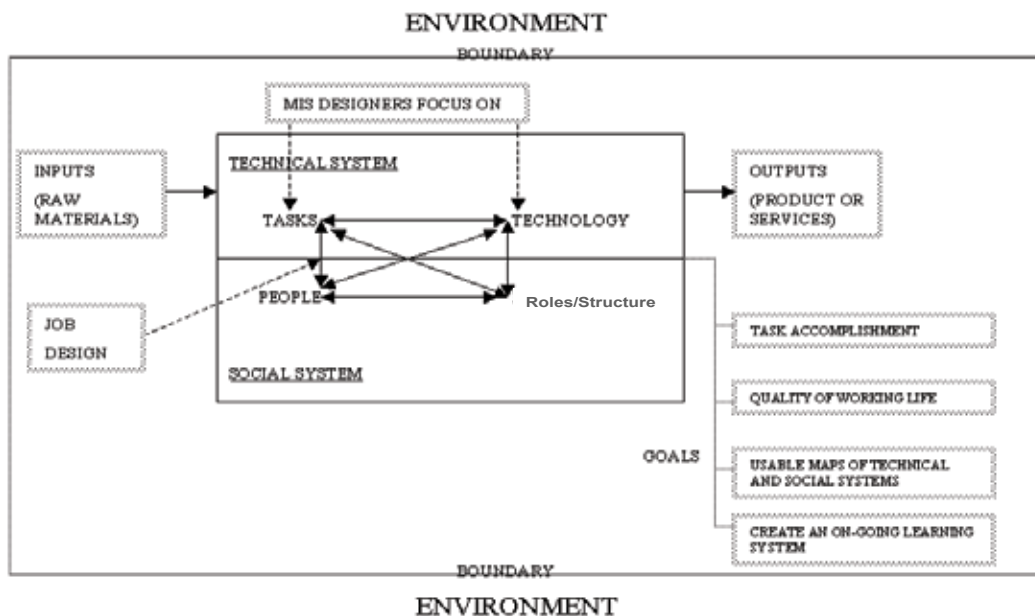 ENVIRONMENT
BOUNDARY
MIS DESIGNERS FOCUS ON
INPUTS
(RAW
MATERIALS)
TECHNICAL SYSTEM
TASKS
TECHNOLOGY
OUTPUTS
(PRODUCT OR
SERVICES)
PEOPLE
Roles/Structure
JOB
DESIGN
SOCIAL SYSTEM
GOALS
TASK ACCOMPLISHMENT
QUALITY OF WORKING LIFE
USABLE MAPS OF TECHNICAL
AND SOCIAL SYSTEMS
CREATE AN ON-GOING LEARNING
SYSTEM
BOUNDARY
ENVIRONMENT